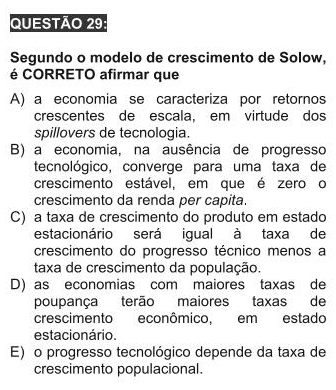 QUESTÃO 29:
Segundo o modelo de crescimento de Solow,
é CORRETO afirmar que
A) a economia se caracteriza por retornos
crescentes de escala, em virtude dos
spillovers de tecnologia.
B) a economia, na ausência de progresso
tecnológico, converge para uma taxa de
crescimento estável, em que é zero o
crescimento da renda per capita.
C) a taxa de crescimento do produto em estado
estacionário será igual à taxa de
crescimento do progresso técnico menos a
taxa de crescimento da população.
D) as economias com maiores taxas de
poupança terão maiores taxas de
crescimento econômico, em estado
estacionário.
E) o progresso tecnológico depende da taxa de
crescimento populacional.